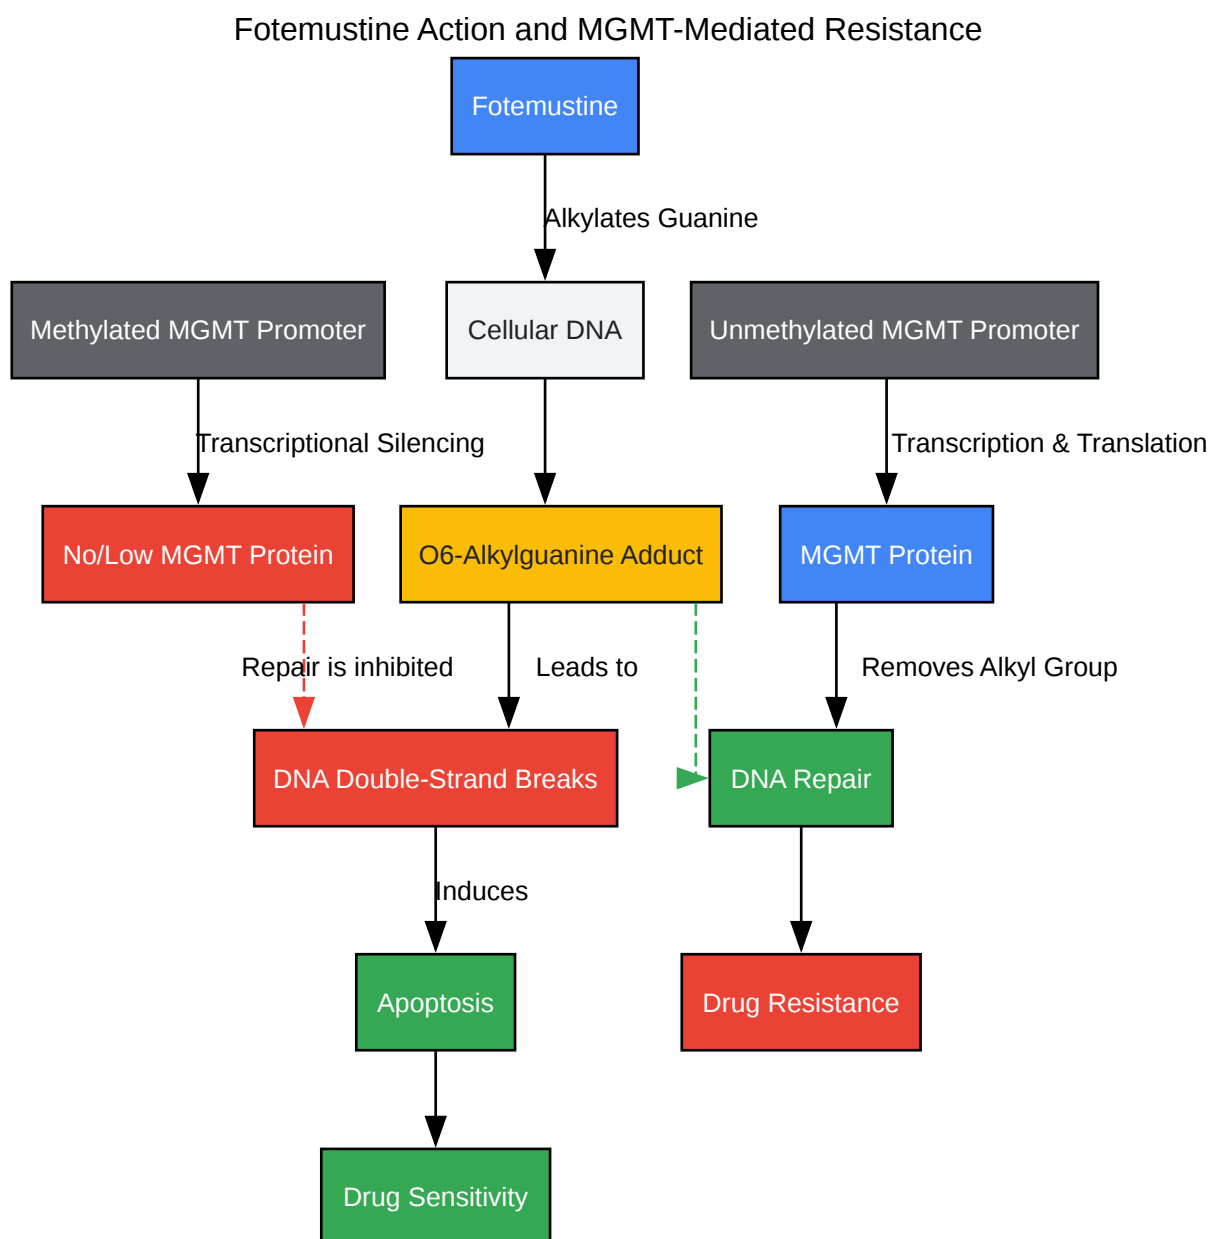 Fotemustine Action and MGMT-Mediated Resistance
Fotemustine
Alkylates Guanine
Methylated MGMT Promoter
Cellular DNA
Unmethylated MGMT Promoter
Transcriptional Silencing
Transcription & Translation
No/Low MGMT Protein
O6-Alkylguanine Adduct
MGMT Protein
Repair is inhibited
Leads to
Removes Alkyl Group
DNA Double-Strand Breaks
DNA Repair
Induces
Apoptosis
Drug Resistance
Drug Sensitivity